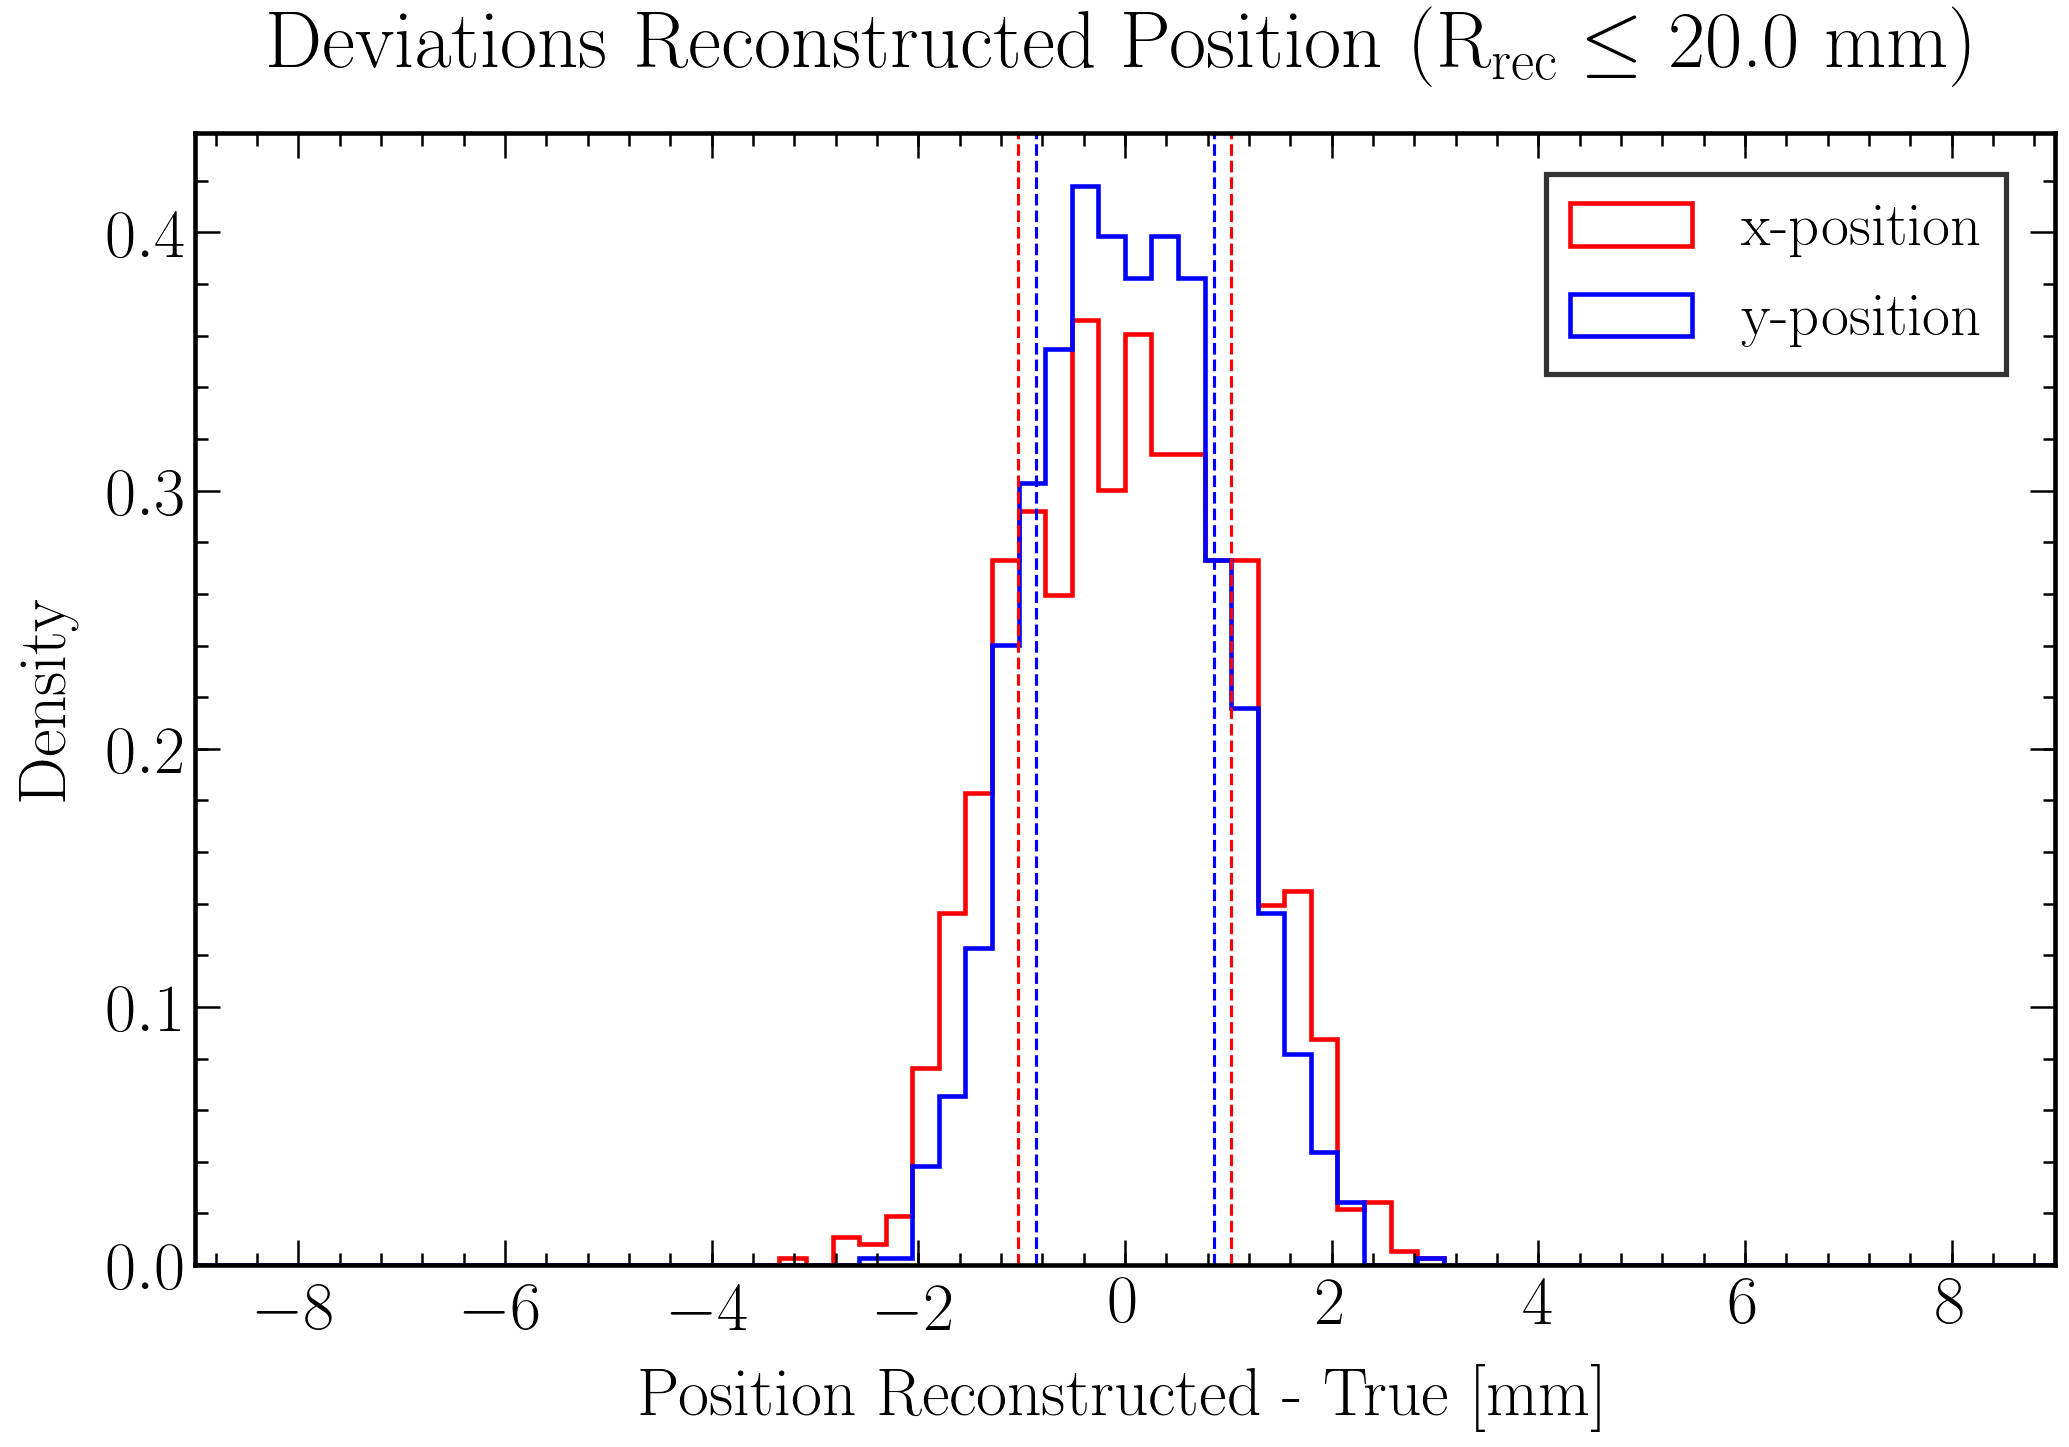 Deviations Reconstructed Position (R_rec ≤ 20.0 mm)
x-position
y-position
Density
0.4
0.3
0.2
0.1
0.0
−8 −6 −4 −2 0 2 4 6 8
Position Reconstructed - True [mm]